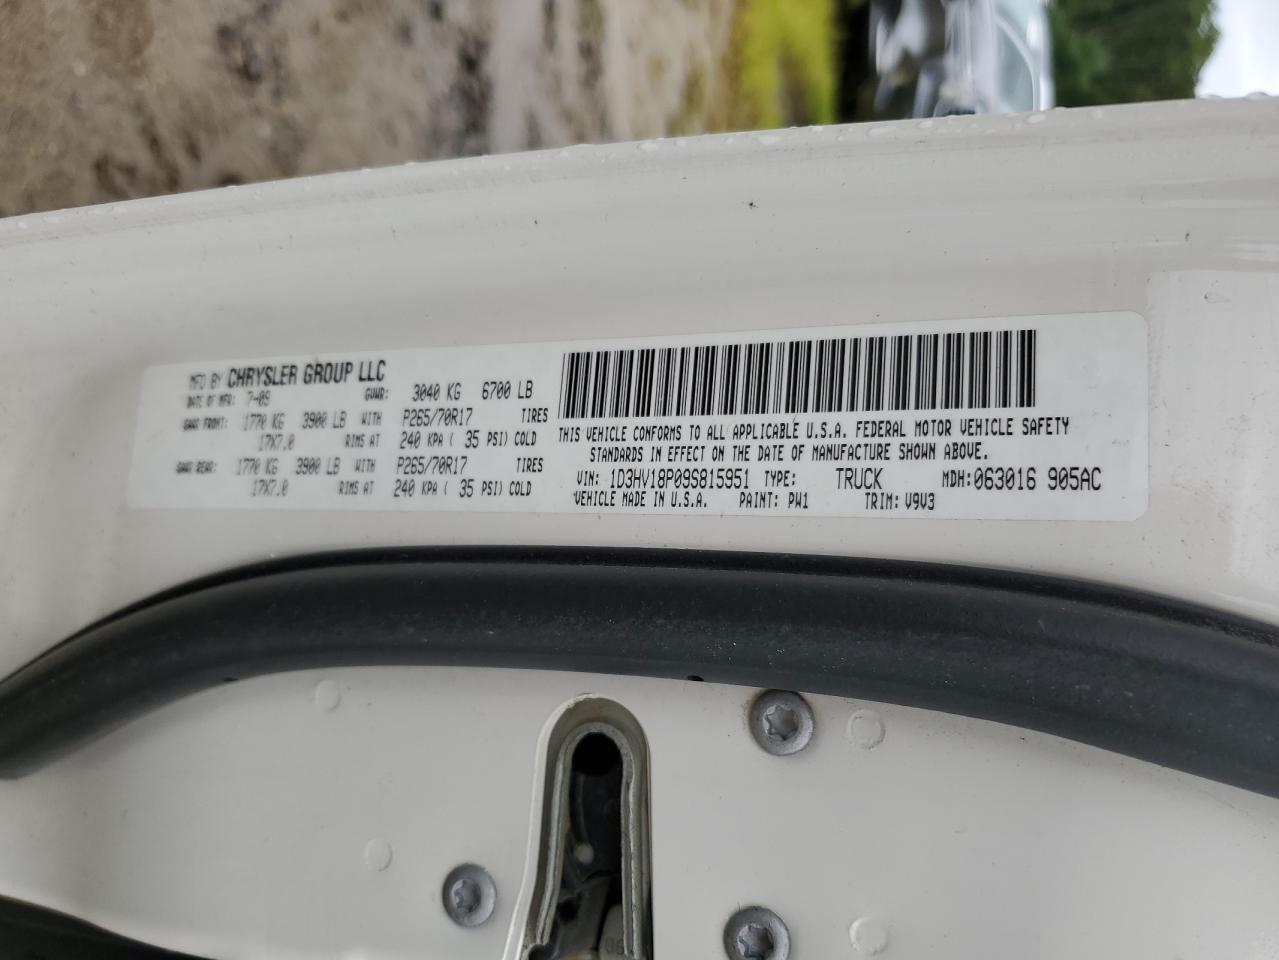 MFD BY CHRYSLER GROUP LLC
DATE OF MFR: 7-09 GVWR: 3040 KG 6700 LB
GAWR FRONT: 1770 KG 3900 LB WITH P265/70R17 TIRES
17X7.0 RIMS AT 240 KPA ( 35 PSI) COLD
GAWR REAR: 1770 KG 3900 LB WITH P265/70R17 TIRES
17X7.0 RIMS AT 240 KPA ( 35 PSI) COLD
THIS VEHICLE CONFORMS TO ALL APPLICABLE U.S.A. FEDERAL MOTOR VEHICLE SAFETY
STANDARDS IN EFFECT ON THE DATE OF MANUFACTURE SHOWN ABOVE.
VIN: 1D3HV18P09S815951 TYPE: TRUCK MDH: 063016 905AC
VEHICLE MADE IN U.S.A. PAINT: PW1 TRIM: V9V3